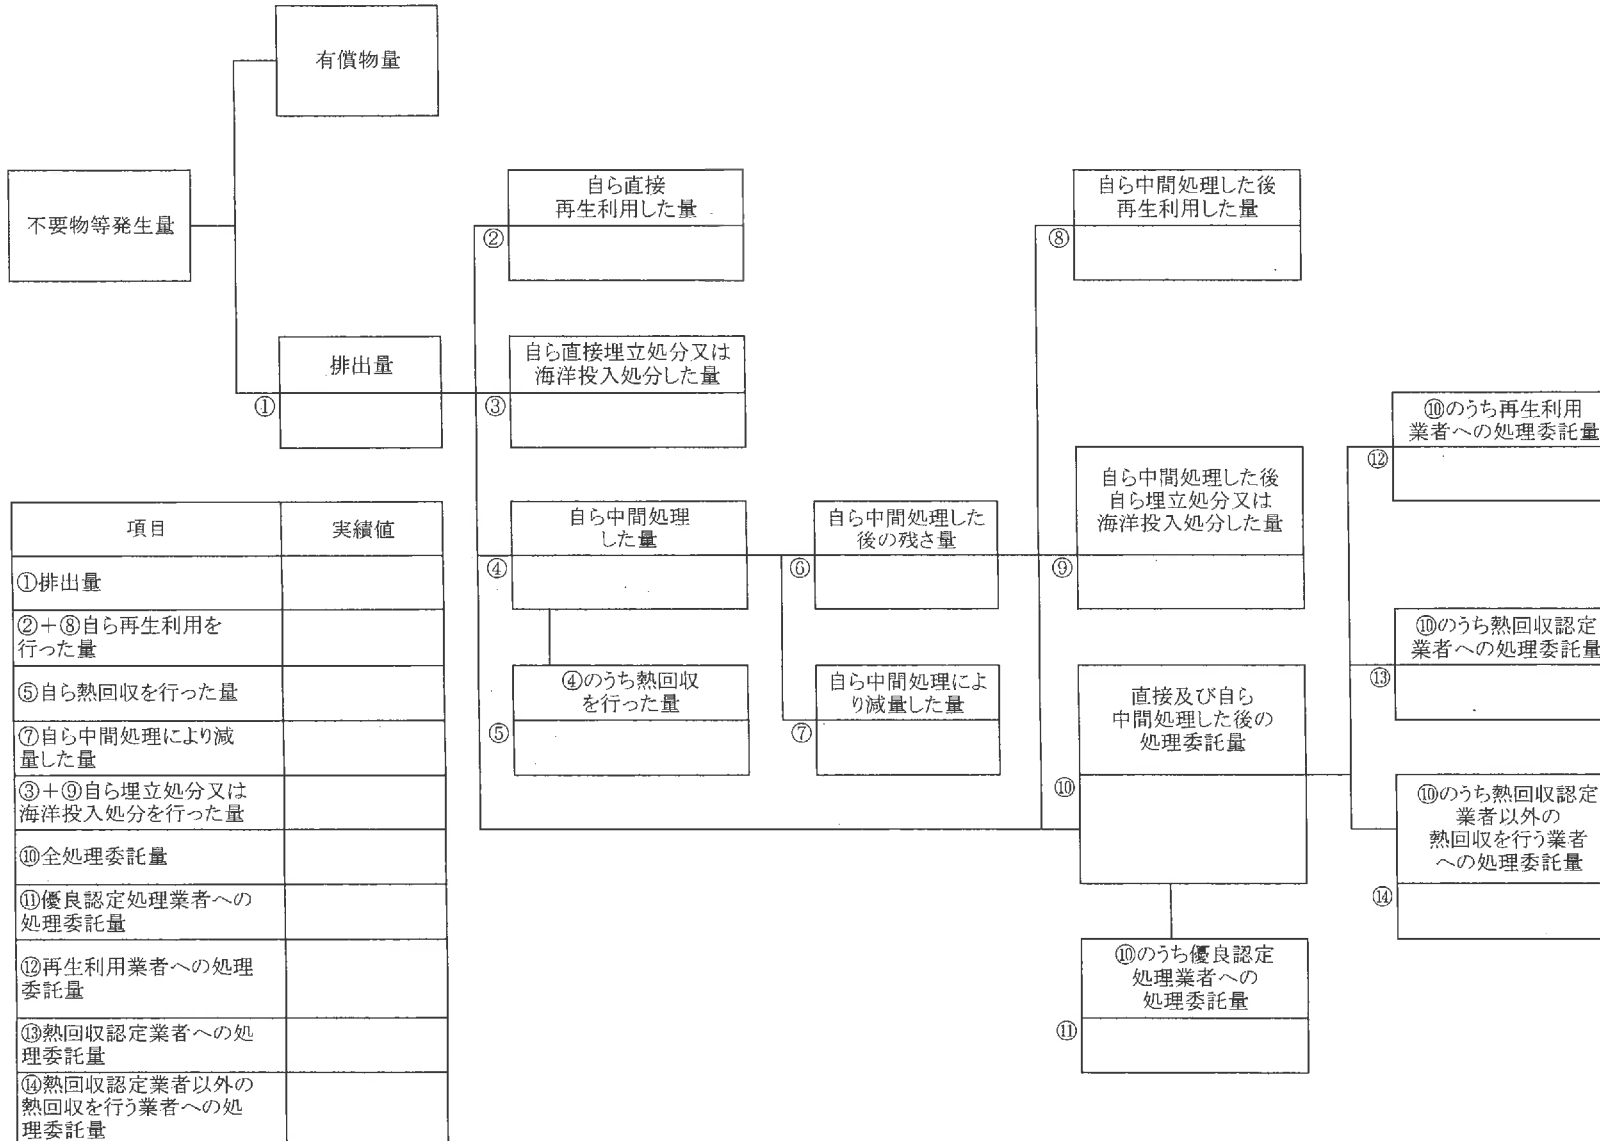 有償物量
不要物等発生量
自ら直接
再生利用した量
②
自ら中間処理した後
再生利用した量
⑧
排出量
①
自ら直接埋立処分又は
海洋投入処分した量
③
⑩のうち再生利用
業者への処理委託量
⑫
自ら中間処理
した量
④
自ら中間処理した
後の残さ量
⑥
自ら中間処理した後
自ら埋立処分又は
海洋投入処分した量
⑨
④のうち熱回収
を行った量
⑤
自ら中間処理によ
り減量した量
⑦
直接及び自ら
中間処理した後の
処理委託量
⑩
⑩のうち熱回収認定
業者への処理委託量
⑬
⑩のうち熱回収認定
業者以外の
熱回収を行う業者
への処理委託量
⑭
⑩のうち優良認定
処理業者への
処理委託量
⑪
項目 実績値
①排出量
②+⑧自ら再生利用を
行った量
⑤自ら熱回収を行った量
⑦自ら中間処理により減
量した量
③+⑨自ら埋立処分又は
海洋投入処分を行った量
⑩全処理委託量
⑪優良認定処理業者への
処理委託量
⑫再生利用業者への処理
委託量
⑬熱回収認定業者への処
理委託量
⑭熱回収認定業者以外の
熱回収を行う業者への処
理委託量